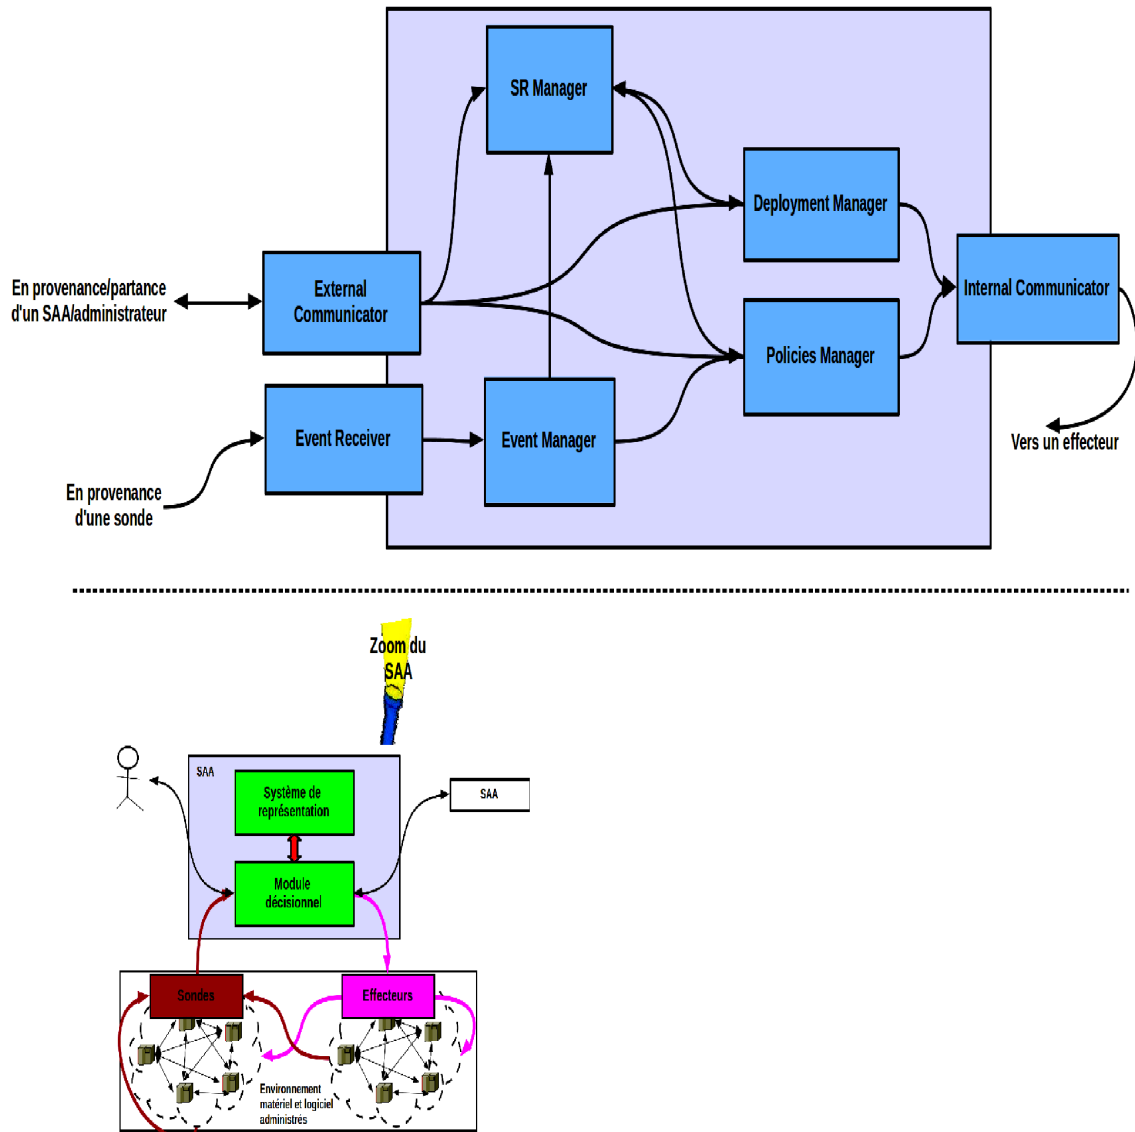 SR Manager
Deployment Manager
External
Communicator
En provenance/partance
d'un SAA/administrateur
Internal Communicator
Policies Manager
Event Receiver
Event Manager
Vers un effecteur
En provenance
d'une sonde
Zoom du
SAA
SAA
Système de
représentation
SAA
Module
décisionnel
Sondes
Effecteurs
Environnement
matériel et logiciel
administrés